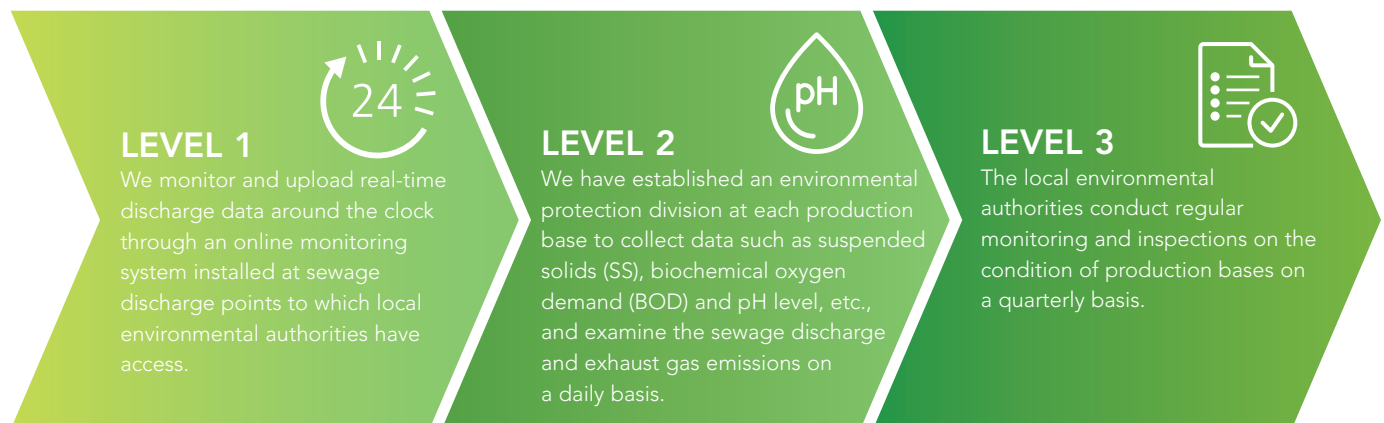 24
LEVEL 1
We monitor and upload real-time
discharge data around the clock
through an online monitoring
system installed at sewage
discharge points to which local
environmental authorities have
access.
pH
LEVEL 2
We have established an environmental
protection division at each production
base to collect data such as suspended
solids (SS), biochemical oxygen
demand (BOD) and pH level, etc.,
and examine the sewage discharge
and exhaust gas emissions on
a daily basis.
LEVEL 3
The local environmental
authorities conduct regular
monitoring and inspections on the
condition of production bases on
a quarterly basis.